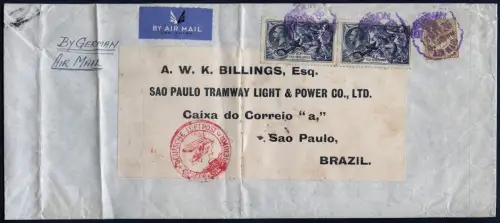 BY AIR MAIL
By German
Air Mail
A. W. K. BILLINGS, Esq.
SAO PAULO TRAMWAY LIGHT & POWER CO., LTD.
Caixa do Correio "a,"
Sao Paulo,
BRAZIL.